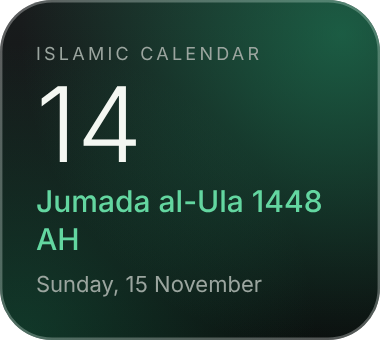 ISLAMIC CALENDAR
14
Jumada al-Ula 1448
AH
Sunday, 15 November